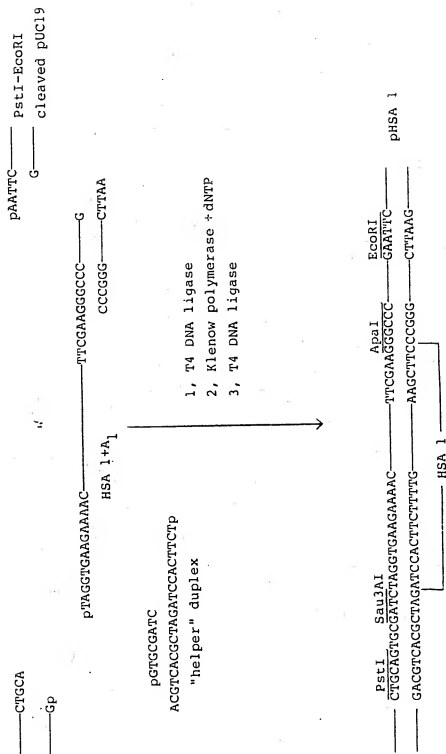 —CTGCA pAATTC— PstI-EcoRI
—Gp G— cleaved pUC19
pTAGGTGAAGAAAAC—TTCGAAGGGCCC—G
HSA 1+A1 CCCGGG—CTTAA
pGTGCGATC
ACGTCACGCTAGATCCACTTCTp
"helper" duplex
1, T4 DNA ligase
2, Klenow polymerase +dNTP
3, T4 DNA ligase
PstI Sau3AI ApaI EcoRI
—CTGCAGTGCGATCTAGGTGAAGAAAAC—TTCGAAGGGCCC—GAATTC— pHSA 1
—GACGTCACGCTAGATCCACTTCTTTTG—AAGCTTCCCGGG—CTTAAG—
HSA 1